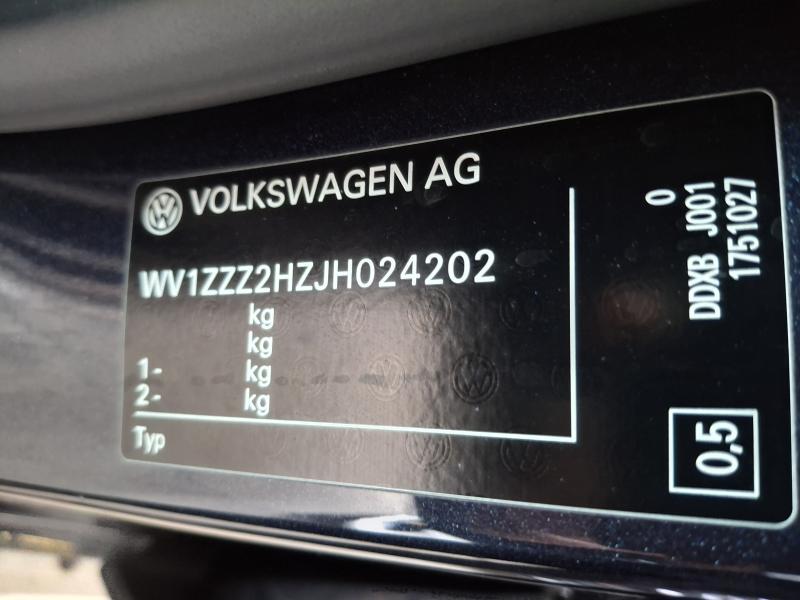 VOLKSWAGEN AG
WV1ZZZ2HZJH024202
kg
kg
1- kg
2- kg
Typ
0
DDXB J001
1751027
0,5